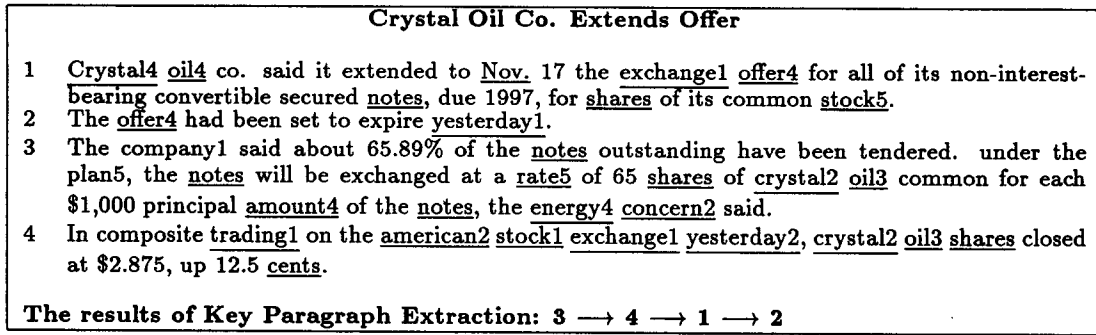 Crystal Oil Co. Extends Offer
1 Crystal4 oil4 co. said it extended to Nov. 17 the exchange1 offer4 for all of its non-interest-
bearing convertible secured notes, due 1997, for shares of its common stock5.
2 The offer4 had been set to expire yesterday1.
3 The company1 said about 65.89% of the notes outstanding have been tendered. under the
plan5, the notes will be exchanged at a rate5 of 65 shares of crystal2 oil3 common for each
$1,000 principal amount4 of the notes, the energy4 concern2 said.
4 In composite trading1 on the american2 stock1 exchange1 yesterday2, crystal2 oil3 shares closed
at $2.875, up 12.5 cents.
The results of Key Paragraph Extraction: 3 → 4 → 1 → 2